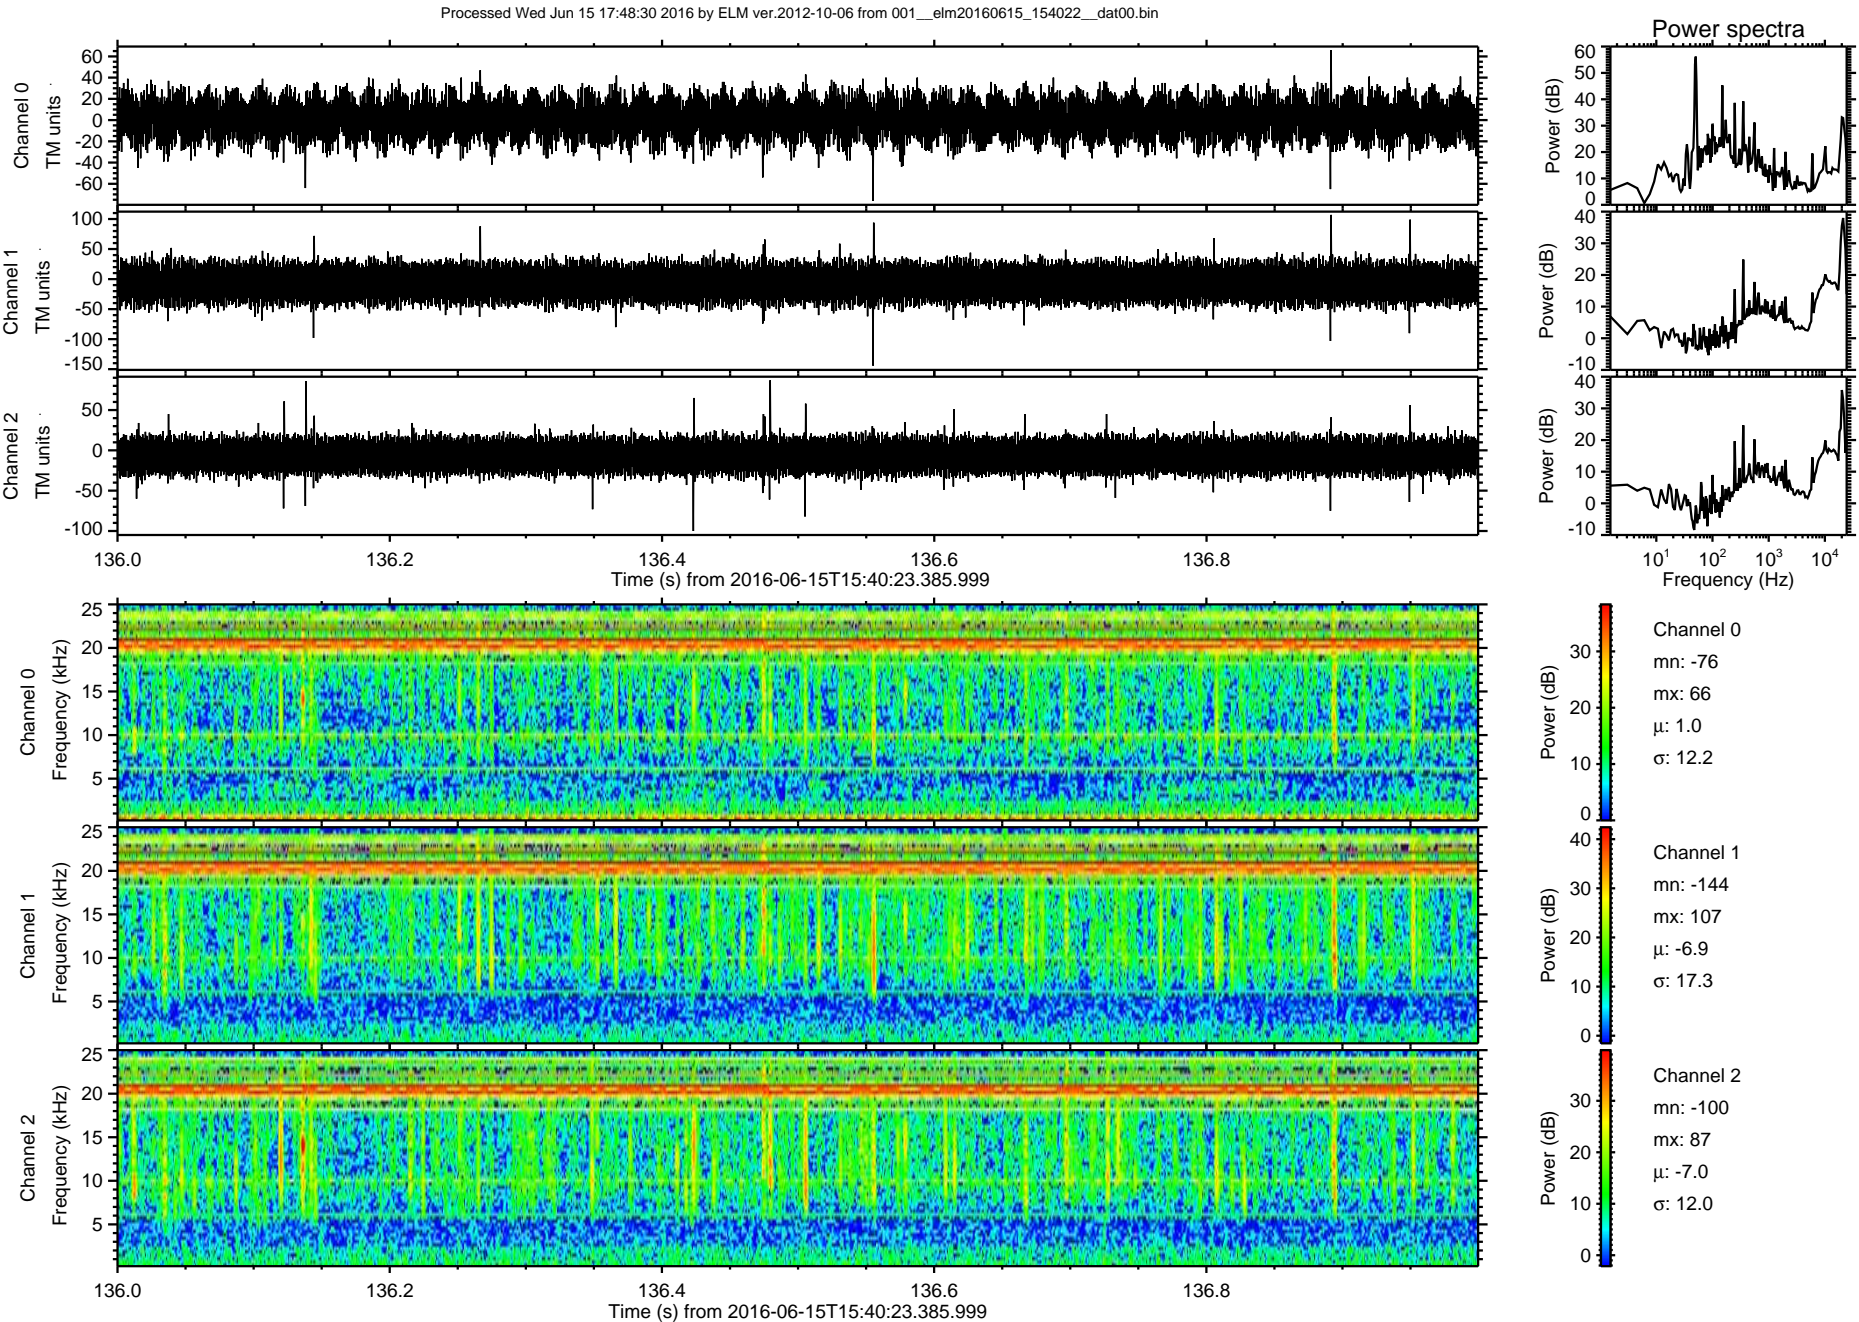 Processed Wed Jun 15 17:48:30 2016 by ELM ver.2012-10-06 from 001__elm20160615_154022__dat00.bin
Power spectra
Channel 0
TM units
60
40
20
0
-20
-40
-60
Power (dB)
60
50
40
30
20
10
0
Channel 1
TM units
100
50
0
-50
-100
-150
Power (dB)
40
30
20
10
0
-10
Channel 2
TM units
50
0
-50
-100
Power (dB)
40
30
20
10
0
-10
136.0 136.2 136.4 136.6 136.8
Time (s) from 2016-06-15T15:40:23.385.999
10¹ 10² 10³ 10⁴
Frequency (Hz)
Channel 0
Frequency (kHz)
25
20
15
10
5
Power (dB)
30
20
10
0
Channel 0
mn: -76
mx: 66
μ: 1.0
σ: 12.2
Channel 1
Frequency (kHz)
25
20
15
10
5
Power (dB)
40
30
20
10
0
Channel 1
mn: -144
mx: 107
μ: -6.9
σ: 17.3
Channel 2
Frequency (kHz)
25
20
15
10
5
Power (dB)
30
20
10
0
Channel 2
mn: -100
mx: 87
μ: -7.0
σ: 12.0
136.0 136.2 136.4 136.6 136.8
Time (s) from 2016-06-15T15:40:23.385.999